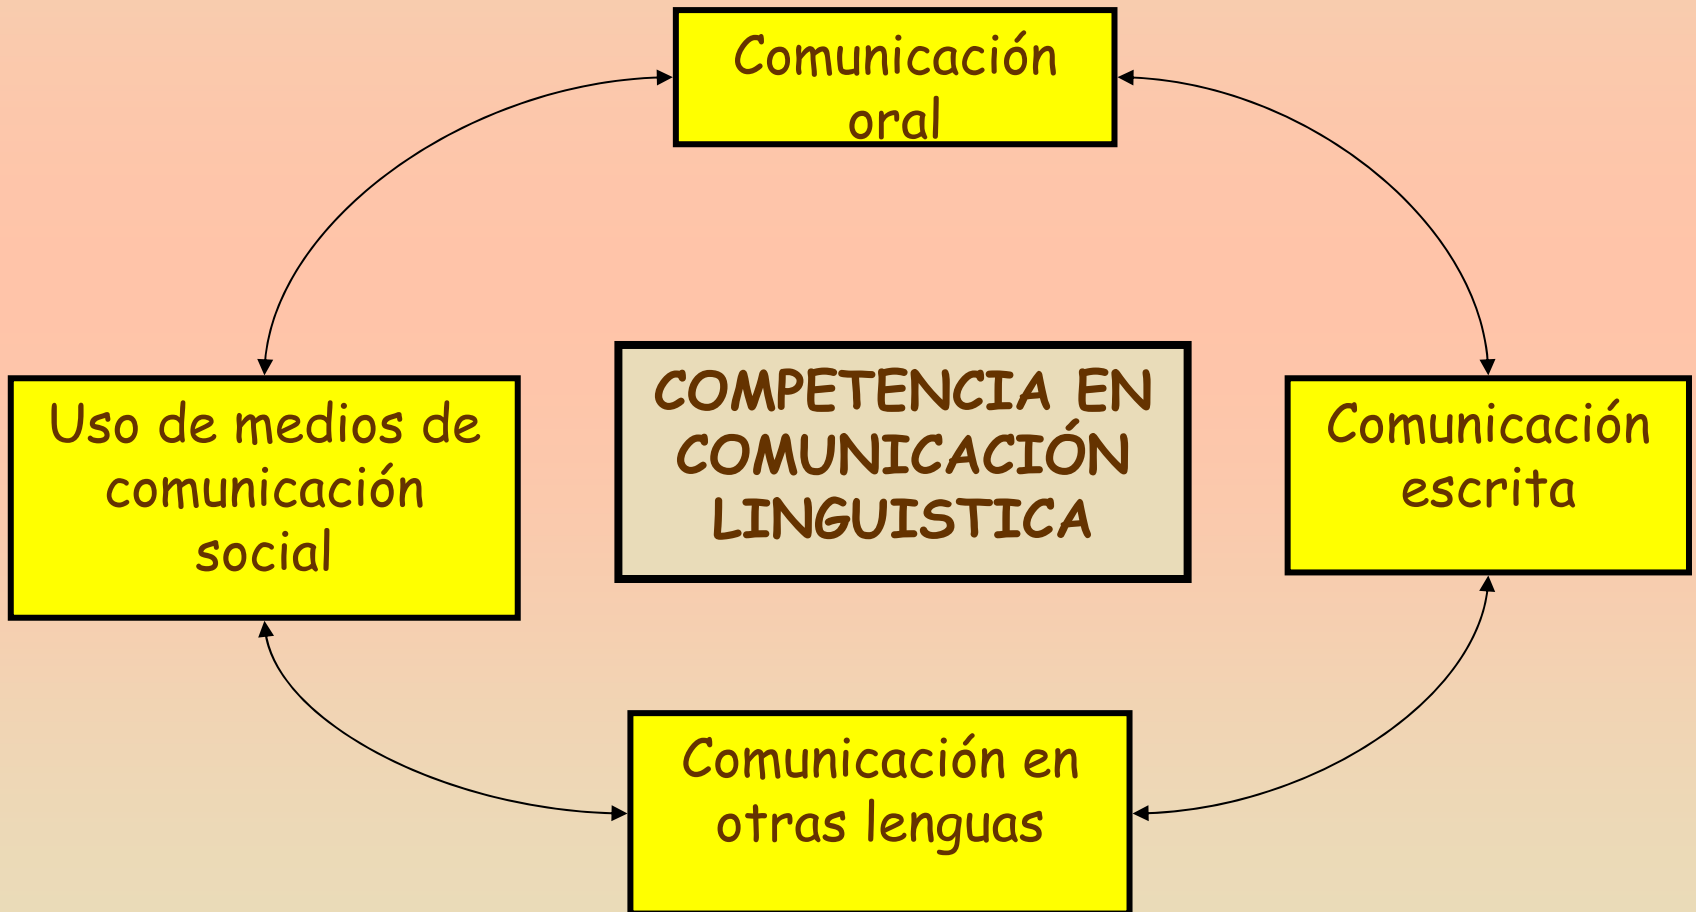 Comunicación
oral
Uso de medios de
comunicación
social
COMPETENCIA EN
COMUNICACIÓN
LINGUISTICA
Comunicación
escrita
Comunicación en
otras lenguas